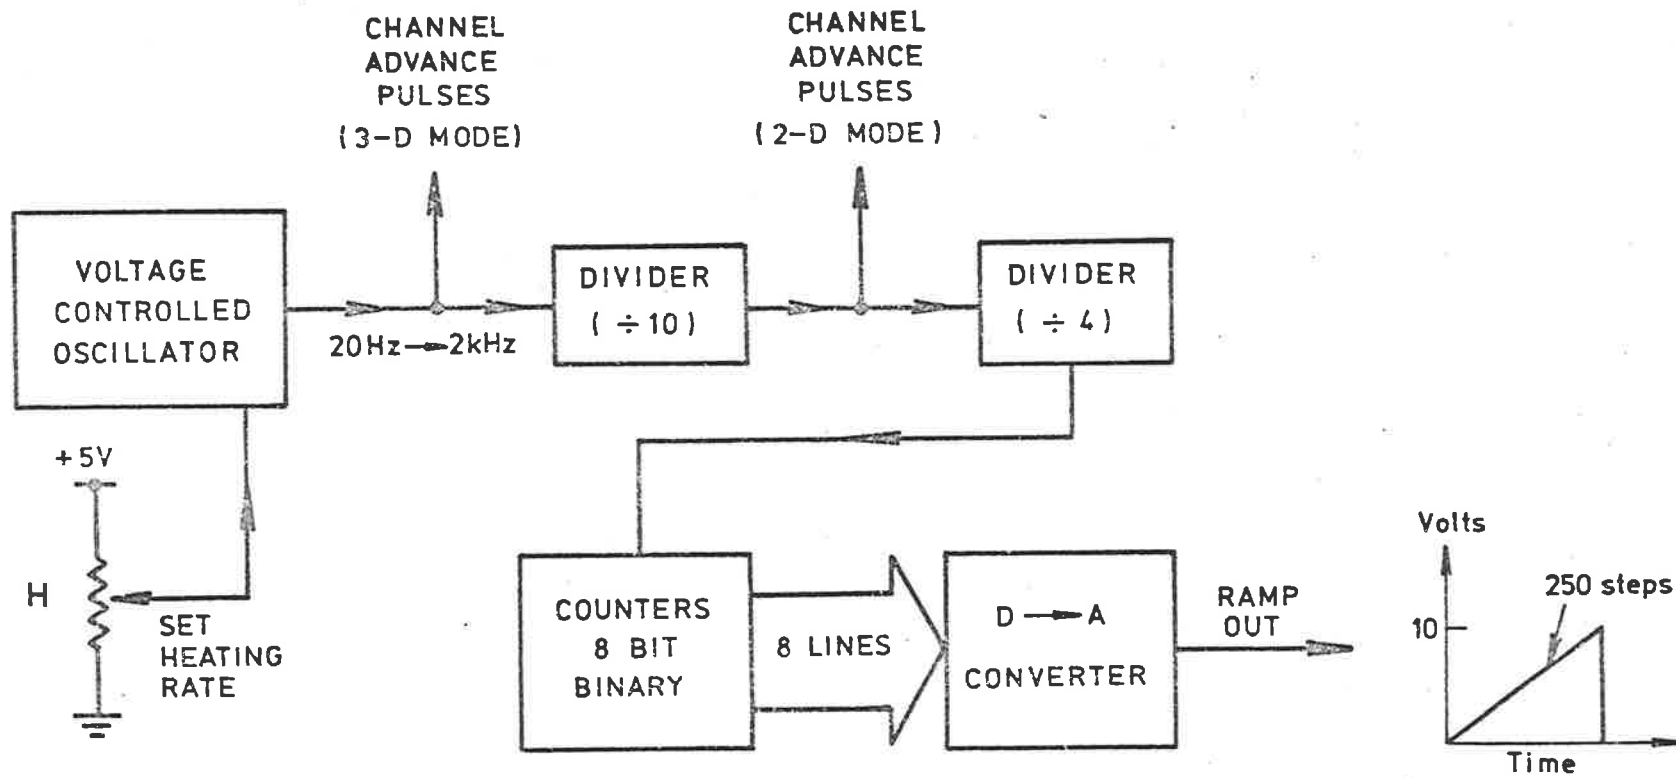 CHANNEL
ADVANCE
PULSES
(3-D MODE)
CHANNEL
ADVANCE
PULSES
(2-D MODE)
VOLTAGE
CONTROLLED
OSCILLATOR
20Hz→2kHz
DIVIDER
(÷10)
DIVIDER
(÷4)
+5V
H
SET
HEATING
RATE
COUNTERS
8 BIT
BINARY
8 LINES
D → A
CONVERTER
RAMP
OUT
Volts
250 steps
10
Time